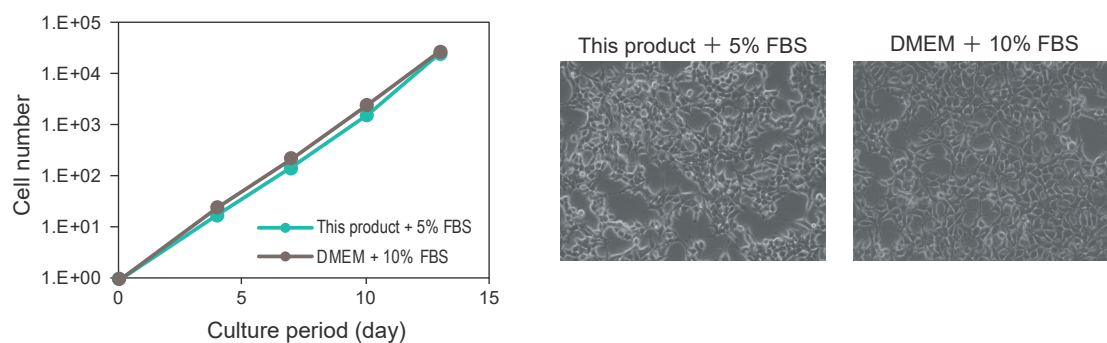 1.E+05
1.E+04
1.E+03
1.E+02
1.E+01
1.E+00
Cell number
This product + 5% FBS
DMEM + 10% FBS
0
5
10
15
Culture period (day)
This product + 5% FBS
DMEM + 10% FBS